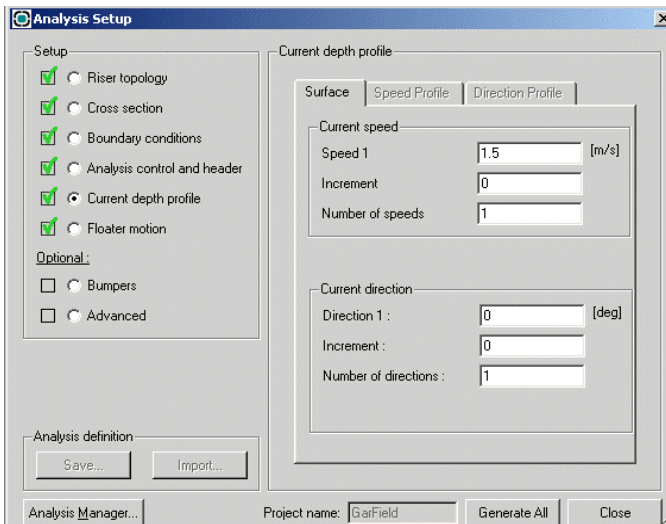 Analysis Setup
Setup
Riser topology
Cross section
Boundary conditions
Analysis control and header
Current depth profile
Floater motion
Optional :
Bumpers
Advanced
Analysis definition
Save...
Import...
Current depth profile
Surface
Speed Profile
Direction Profile
Current speed
Speed 1
1.5
[m/s]
Increment
0
Number of speeds
1
Current direction
Direction 1 :
0
[deg]
Increment :
0
Number of directions :
1
Analysis Manager...
Project name:
GarField
Generate All
Close